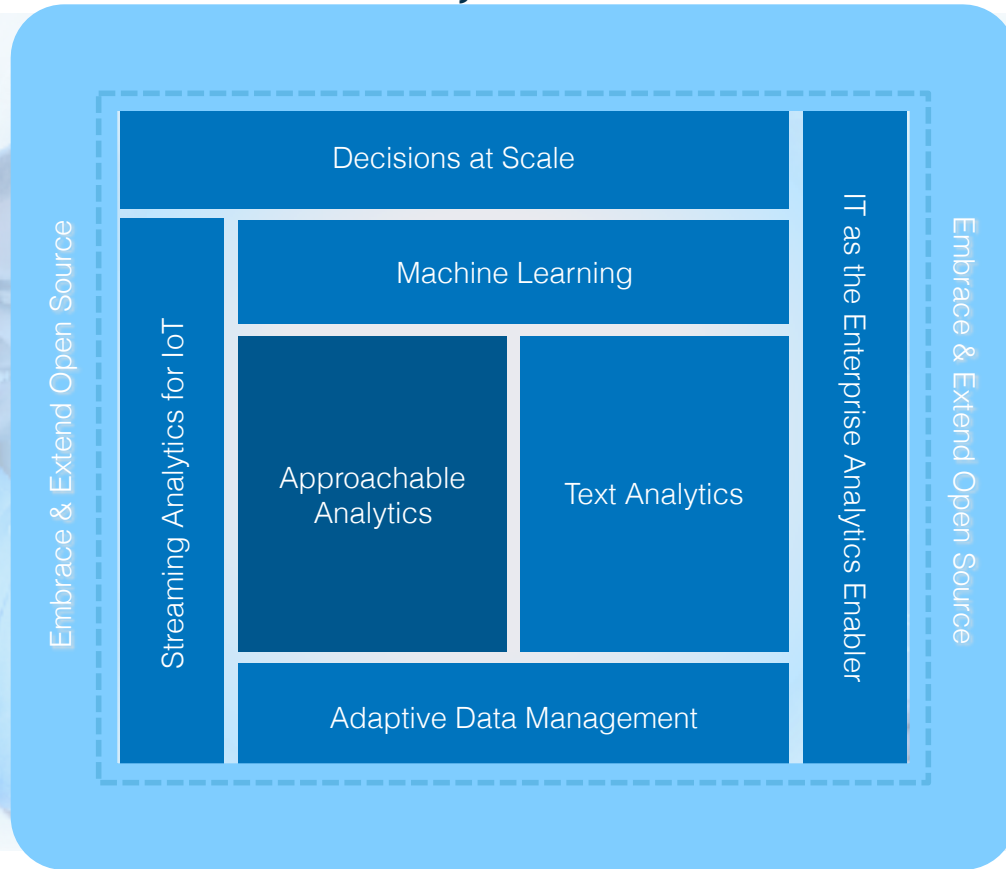 Decisions at Scale
Machine Learning
Embrace & Extend Open Source
Streaming Analytics for IoT
Approachable
Analytics
Text Analytics
IT as the Enterprise Analytics Enabler
Embrace & Extend Open Source
Adaptive Data Management